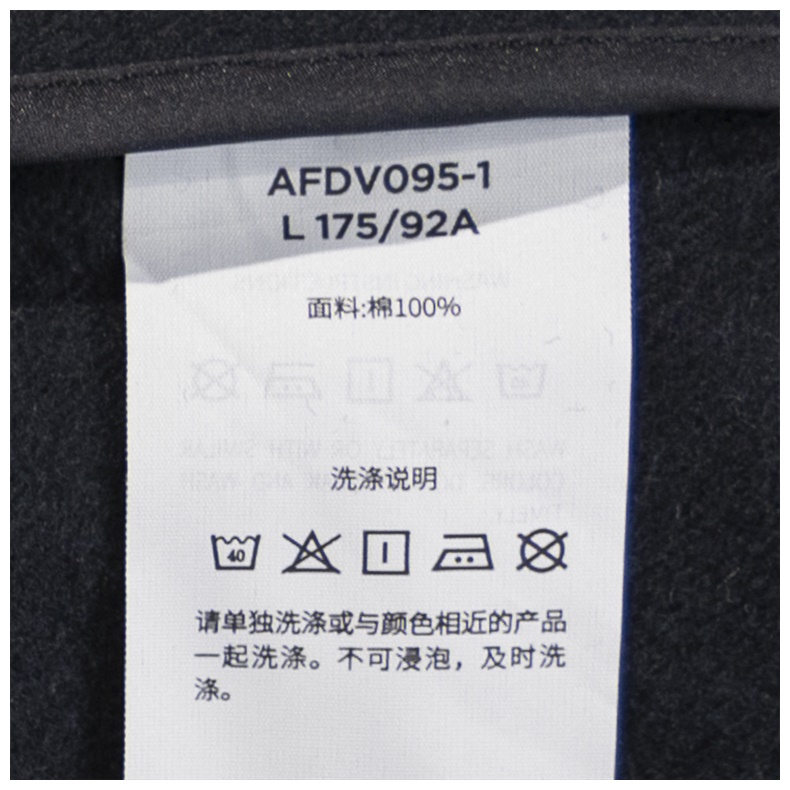 AFDV095-1
L 175/92A
面料:棉100%
洗涤说明
40
请单独洗涤或与颜色相近的产品
一起洗涤。不可浸泡，及时洗
涤。